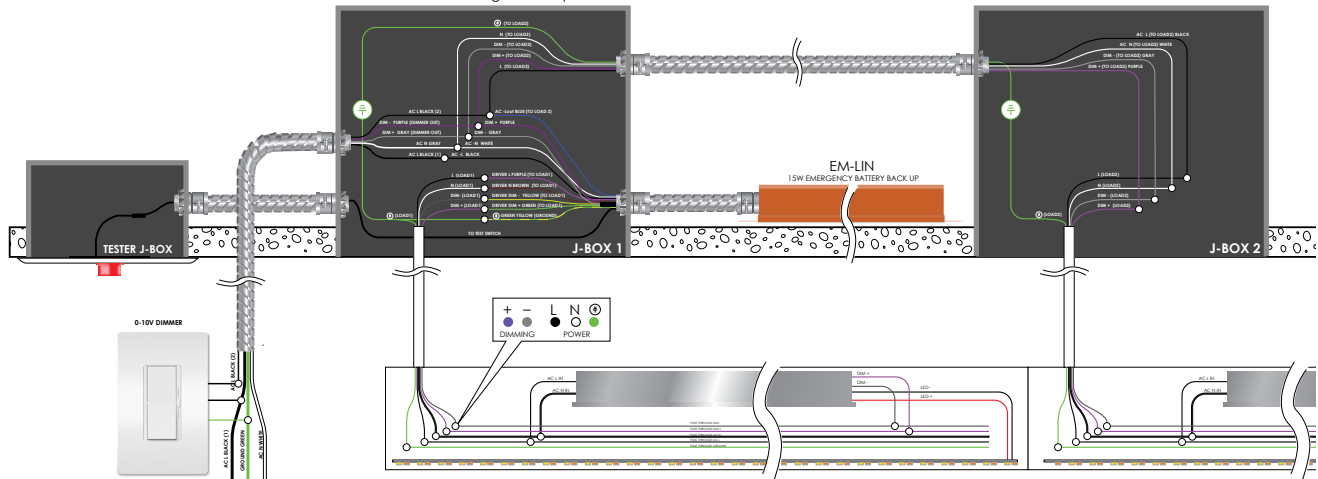 (TO LOAD2)
N (TO LOAD2)
DIM - (TO LOAD2)
DIM + (TO LOAD2)
L (TO LOAD2)
AC L BLACK (2)
AC -Lout BLUE (TO LOAD 2)
DIM - PURPLE (DIMMER OUT)
DIM + PURPLE
DIM + GRAY (DIMMER OUT)
DIM - GRAY
AC N GRAY
AC -N WHITE
AC L BLACK (1)
AC -L BLACK
L (LOAD1)
DRIVER L PURPLE (TO LOAD1)
N (LOAD1)
DRIVER N BROWN (TO LOAD1)
DIM- (LOAD1)
DRIVER DIM - YELLOW (TO LOAD1)
DIM + (LOAD1)
DRIVER DIM + GREEN (TO LOAD1)
(LOAD1)
GREEN YELLOW (GROUND)
TO TEST SWITCH
J-BOX 1
TESTER J-BOX
EM-LIN
15W EMERGENCY BATTERY BACK UP
AC L (TO LOAD2) BLACK
AC N (TO LOAD2) WHITE
DIM - (TO LOAD2) GRAY
DIM + (TO LOAD2) PURPLE
L (LOAD2)
N (LOAD2)
DIM - (LOAD2)
DIM + (LOAD2)
(LOAD2)
J-BOX 2
0-10V DIMMER
AC L BLACK (2)
AC L BLACK (1)
GROUND GREEN
AC N WHITE
+ − L N
DIMMING POWER
AC L IN
AC N IN
DIM +
DIM -
LED -
LED +
AC L IN
AC N IN